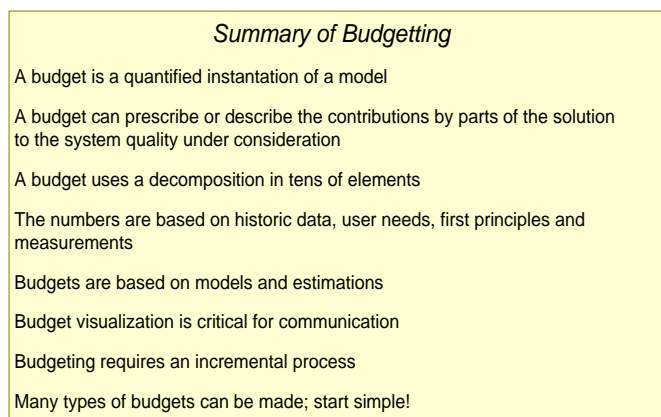 Summary of Budgetting
A budget is a quantified instantation of a model
A budget can prescribe or describe the contributions by parts of the solution
to the system quality under consideration
A budget uses a decomposition in tens of elements
The numbers are based on historic data, user needs, first principles and
measurements
Budgets are based on models and estimations
Budget visualization is critical for communication
Budgeting requires an incremental process
Many types of budgets can be made; start simple!